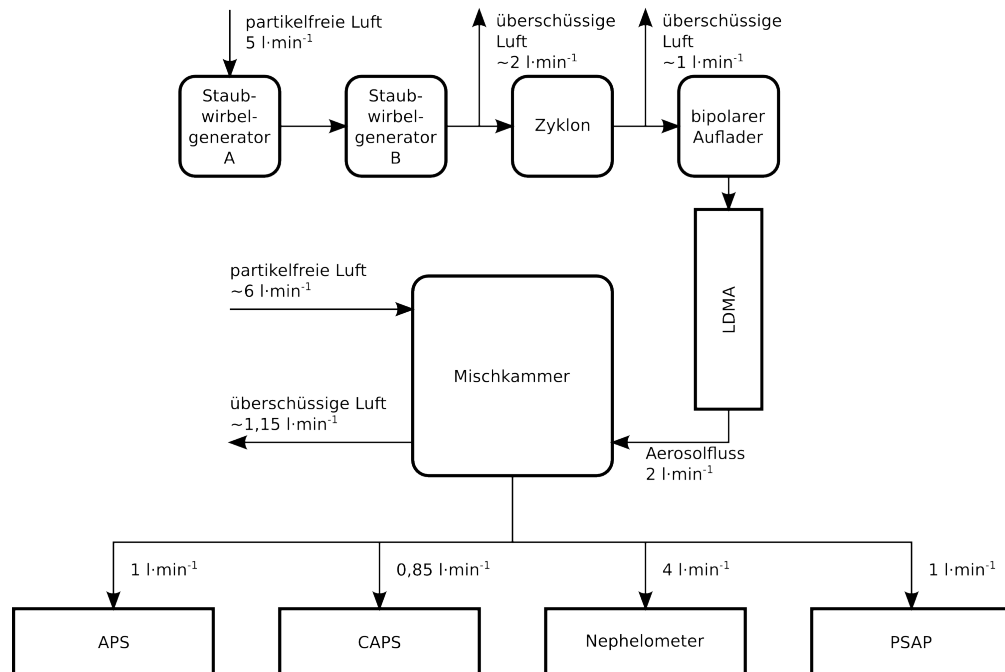 partikelfreie Luft
5 l·min⁻¹
überschüssige
Luft
~2 l·min⁻¹
überschüssige
Luft
~1 l·min⁻¹
Staub-
wirbel-
generator
A
Staub-
wirbel-
generator
B
Zyklon
bipolarer
Auflader
LDMA
partikelfreie Luft
~6 l·min⁻¹
Mischkammer
überschüssige Luft
~1,15 l·min⁻¹
Aerosolfluss
2 l·min⁻¹
1 l·min⁻¹
0,85 l·min⁻¹
4 l·min⁻¹
1 l·min⁻¹
APS
CAPS
Nephelometer
PSAP